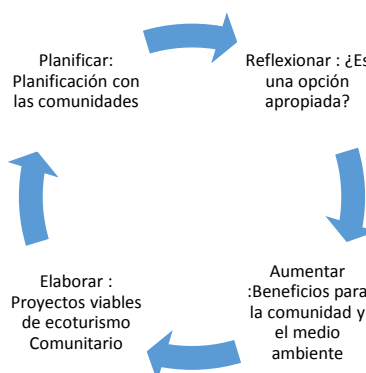 Planificar:
Planificación con
las comunidades
Reflexionar : ¿Es
una opción
apropiada?
Aumentar
:Beneficios para
la comunidad y
el medio
ambiente
Elaborar :
Proyectos viables
de ecoturismo
Comunitario